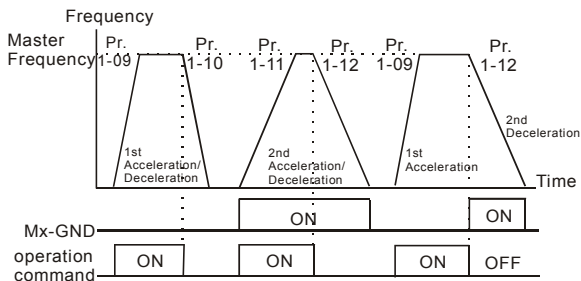 Frequency
Master Frequency
Pr. 1-09
Pr. 1-10
Pr. 1-11
Pr. 1-12
Pr. 1-09
Pr. 1-12
1st Acceleration/ Deceleration
2nd Acceleration/ Deceleration
1st Acceleration
2nd Deceleration
Time
Mx-GND
ON
ON
operation command
ON
ON
ON
OFF